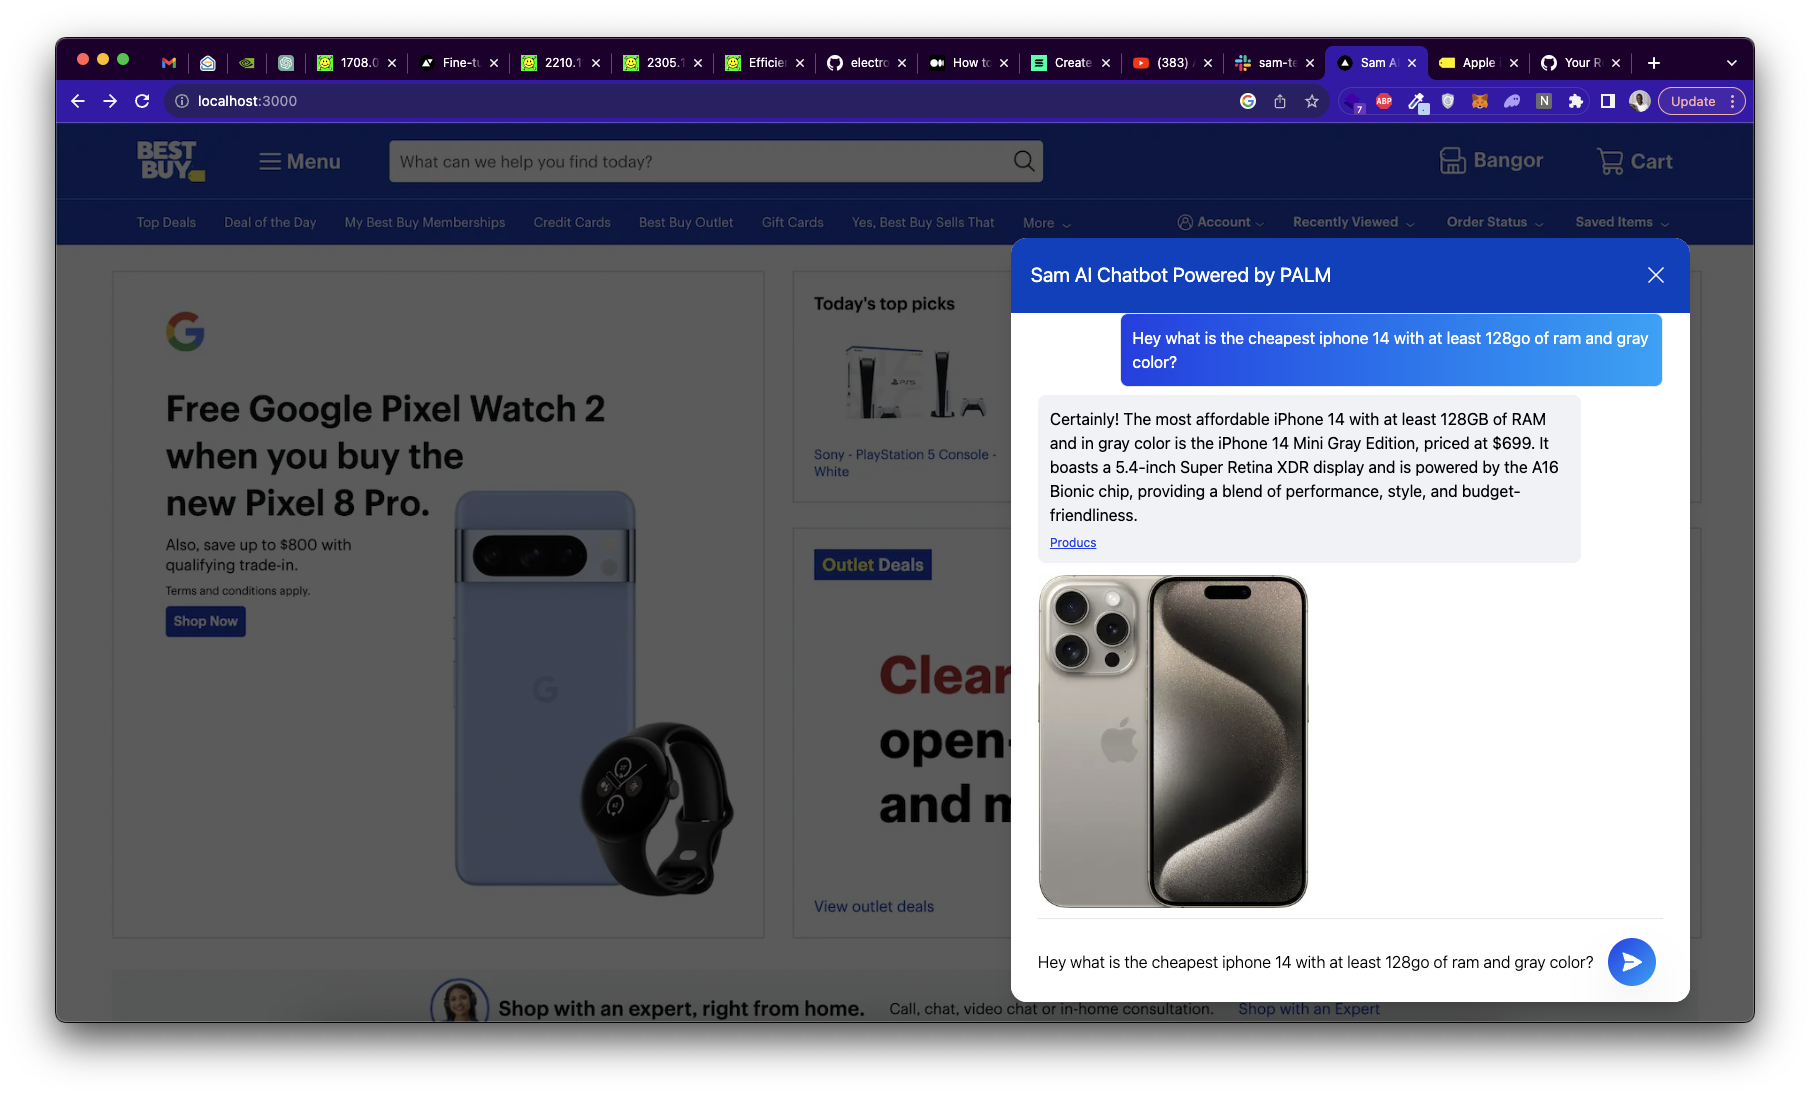 1708.0
Fine-tu
2210.1
2305.1
Efficie
electro
How to
Create
(383)
sam-te
Sam AI
Apple
Your R
localhost:3000
7
ABP
N
Update
BEST
BUY
Menu
What can we help you find today?
Bangor
Cart
Top Deals
Deal of the Day
My Best Buy Memberships
Credit Cards
Best Buy Outlet
Gift Cards
Yes, Best Buy Sells That
More
Account
Recently Viewed
Order Status
Saved Items
Free Google Pixel Watch 2
when you buy the
new Pixel 8 Pro.
Also, save up to $800 with
qualifying trade-in.
Terms and conditions apply.
Shop Now
Today's top picks
Sony - PlayStation 5 Console -
White
Outlet Deals
Clear
open-
and m
View outlet deals
Sam AI Chatbot Powered by PALM
Hey what is the cheapest iphone 14 with at least 128go of ram and gray
color?
Certainly! The most affordable iPhone 14 with at least 128GB of RAM
and in gray color is the iPhone 14 Mini Gray Edition, priced at $699. It
boasts a 5.4-inch Super Retina XDR display and is powered by the A16
Bionic chip, providing a blend of performance, style, and budget-
friendliness.
Producs
Hey what is the cheapest iphone 14 with at least 128go of ram and gray color?
Shop with an expert, right from home.
Call, chat, video chat or in-home consultation.
Shop with an Expert